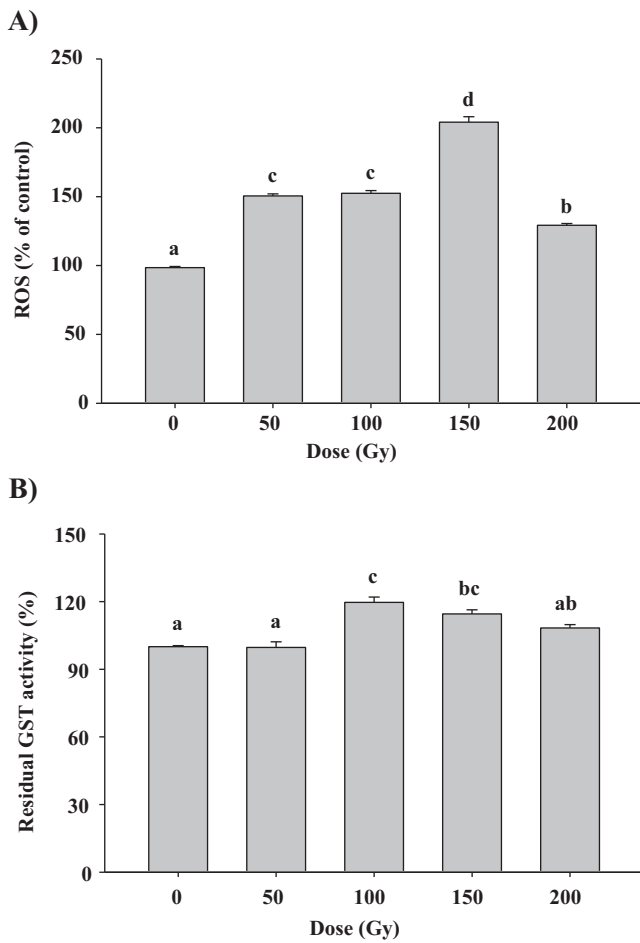 A)
250
200
150
100
50
0
ROS (% of control)
a
c
c
d
b
0 50 100 150 200
Dose (Gy)
B)
150
120
90
60
30
0
Residual GST activity (%)
a
a
c
bc
ab
0 50 100 150 200
Dose (Gy)